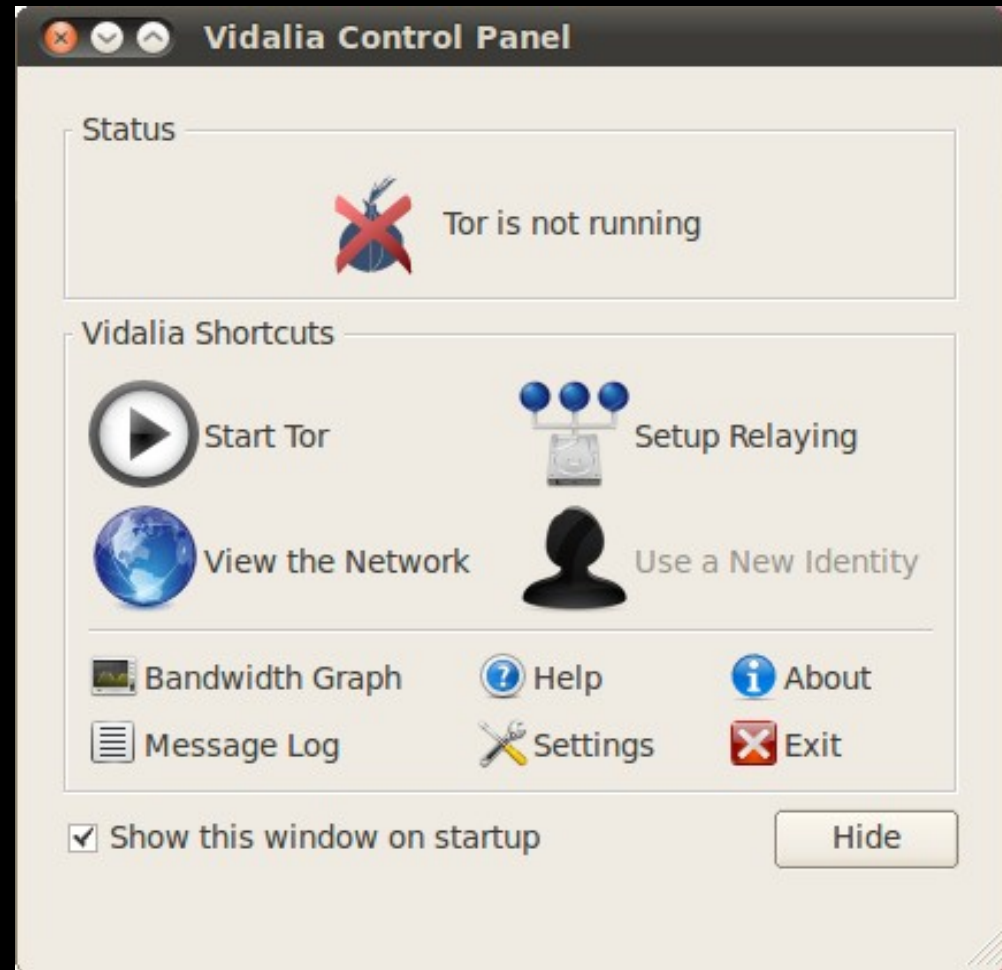 Vidalia Control Panel
Status
Tor is not running
Vidalia Shortcuts
Start Tor
Setup Relaying
View the Network
Use a New Identity
Bandwidth Graph
Help
About
Message Log
Settings
Exit
Show this window on startup
Hide